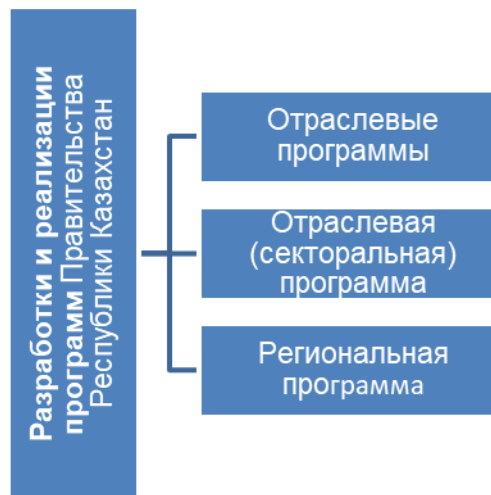 Разработки и реализации
программ Правительства
Республики Казахстан
Отраслевые
программы
Отраслевая
(секторальная)
программа
Региональная
программа